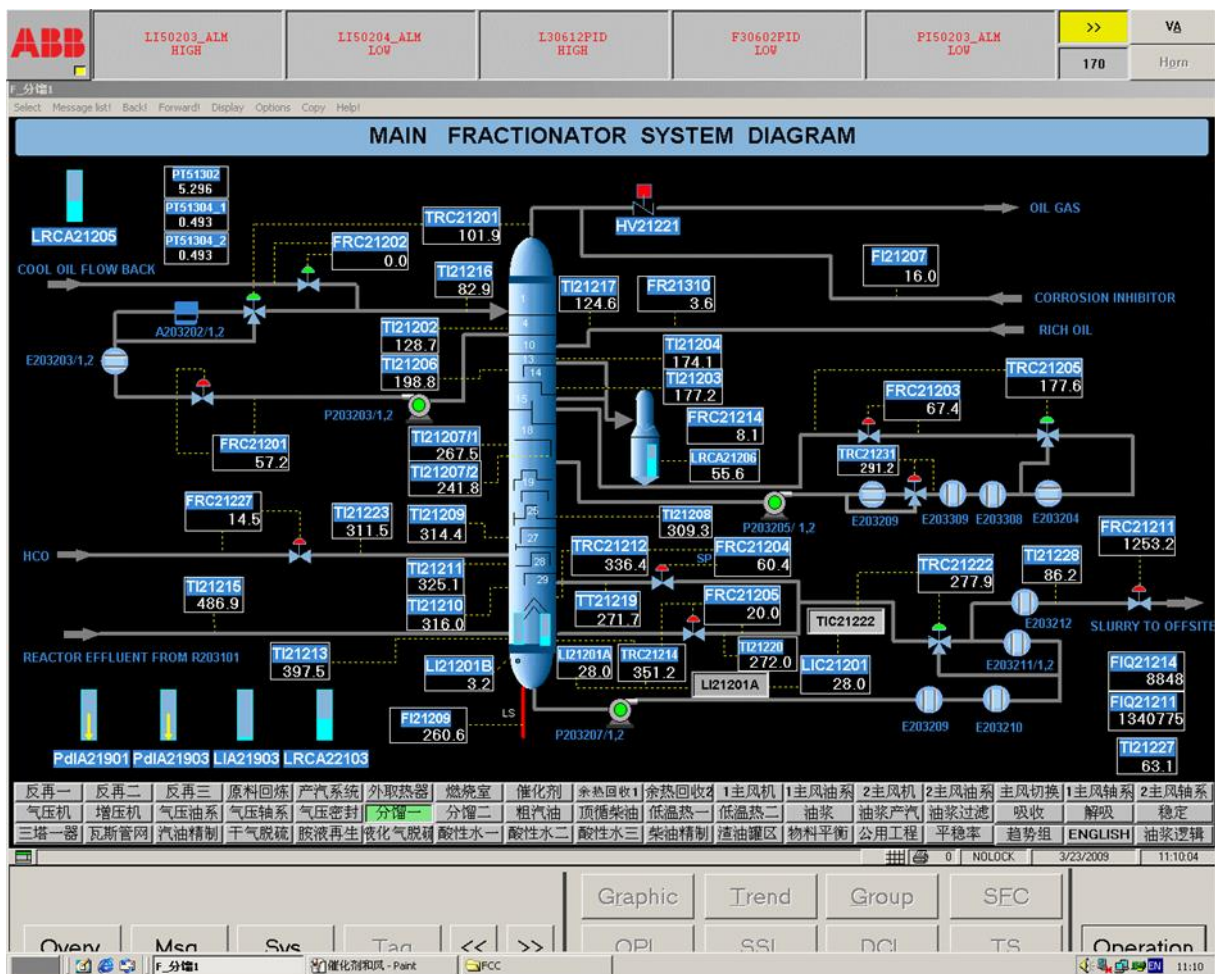 ABB
LI50203_ALM
HIGH
LI50204_ALM
LOW
L30612PID
HIGH
F30602PID
LOW
PI50203_ALM
LOW
>>
170
VA
Horn
F_分馏1
Select Message list! Back! Forward! Display Options Copy Help!
MAIN FRACTIONATOR SYSTEM DIAGRAM
LRCA21205
PT51302
5.296
PT51304_1
0.493
PT51304_2
0.493
TRC21201
101.9
FRC21202
0.0
HV21221
OIL GAS
FI21207
16.0
COOL OIL FLOW BACK
TI21216
82.9
TI21217
124.6
FR21310
3.6
CORROSION INHIBITOR
A203202/1,2
E203203/1,2
TI21202
128.7
RICH OIL
TI21206
198.8
TI21204
174.1
TI21203
177.2
TRC21205
177.6
FRC21203
67.4
P203203/1,2
FRC21201
57.2
FRC21214
8.1
LRCA21206
55.6
TI21207/1
267.5
TI21207/2
241.8
TRC21231
291.2
1
4
10
13
14
15
18
19
25
27
28
29
P203205/ 1,2
E203209
E203309
E203308
E203204
FRC21227
14.5
TI21223
311.5
TI21209
314.4
TI21208
309.3
FRC21211
1253.2
HCO
TRC21212
336.4
SP
FRC21204
60.4
TI21228
86.2
TRC21222
277.9
TI21211
325.1
TI21210
316.0
TI21215
486.9
TT21219
271.7
FRC21205
20.0
TIC21222
E203212
SLURRY TO OFFSITE
REACTOR EFFLUENT FROM R203101
TI21213
397.5
LI21201B
3.2
LI21201A
28.0
TRC21214
351.2
TI21220
272.0
LIC21201
28.0
E203211/1,2
LI21201A
FIQ21214
8848
FIQ21211
1340775
TI21227
63.1
FI21209
260.6
LS
P203207/1,2
E203209
E203210
PdIA21901
PdIA21903
LIA21903
LRCA22103
反再一 反再二 反再三 原料回炼 产汽系统 外取热器 燃烧室 催化剂 余热回收1 余热回收2 1主风机 1主风油系 2主风机 2主风油系 主风切换 1主风轴系 2主风轴系
气压机 增压机 气压油系 气压轴系 气压密封 分馏一 分馏二 粗汽油 顶循柴油 低温热一 低温热二 油浆 油浆产汽 油浆过滤 吸收 解吸 稳定
三塔一器 瓦斯管网 汽油精制 干气脱硫 胺液再生 液化气脱硫 酸性水一 酸性水二 酸性水三 柴油精制 渣油罐区 物料平衡 公用工程 平稳率 趋势组 ENGLISH 油浆逻辑
0 NOLOCK 3/23/2009 11:10:04
Graphic Trend Group SFC
Overv Msg Sys Tag << >> OPI SSI DCI TS Operation
F_分馏1
催化剂和风 - Paint
FCC
EN
11:10